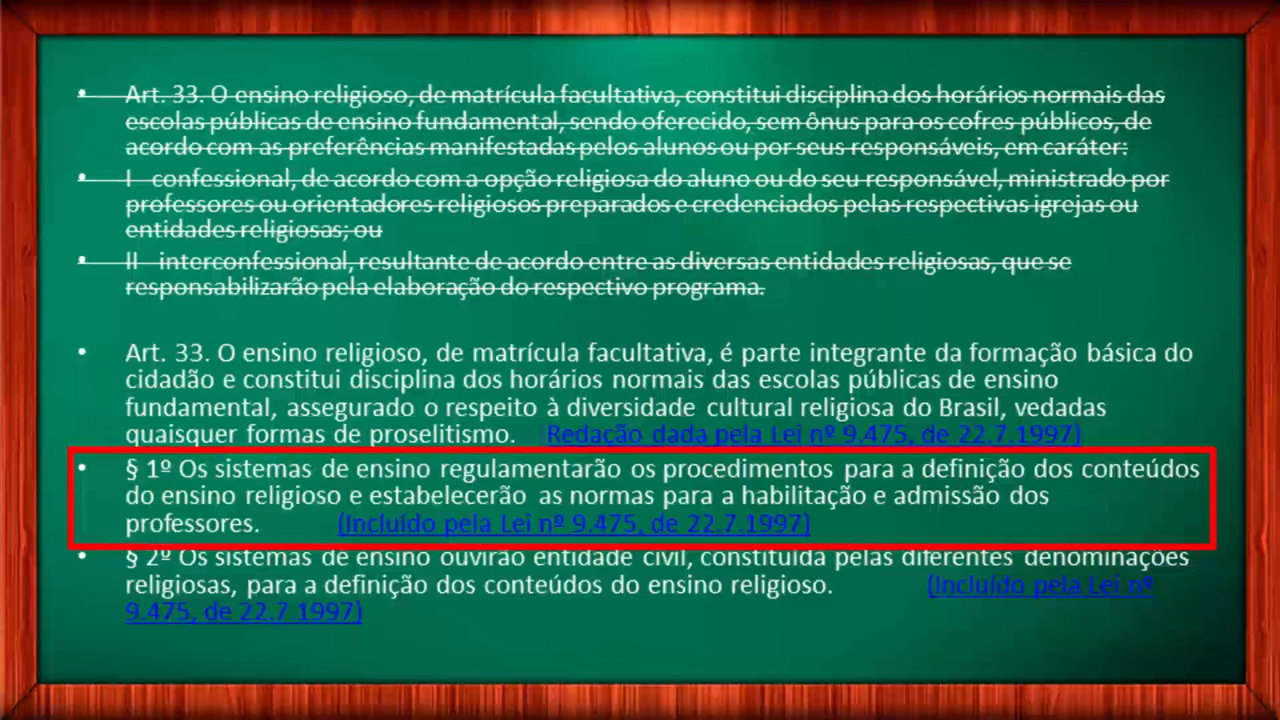 • Art. 33. O ensino religioso, de matrícula facultativa, constitui disciplina dos horários normais das
escolas públicas de ensino fundamental, sendo oferecido, sem ônus para os cofres públicos, de
acordo com as preferências manifestadas pelos alunos ou por seus responsáveis, em caráter:
• I - confessional, de acordo com a opção religiosa do aluno ou do seu responsável, ministrado por
professores ou orientadores religiosos preparados e credenciados pelas respectivas igrejas ou
entidades religiosas; ou
• II - interconfessional, resultante de acordo entre as diversas entidades religiosas, que se
responsabilizarão pela elaboração do respectivo programa.
• Art. 33. O ensino religioso, de matrícula facultativa, é parte integrante da formação básica do
cidadão e constitui disciplina dos horários normais das escolas públicas de ensino
fundamental, assegurado o respeito à diversidade cultural religiosa do Brasil, vedadas
quaisquer formas de proselitismo. (Redação dada pela Lei nº 9.475, de 22.7.1997)
• § 1º Os sistemas de ensino regulamentarão os procedimentos para a definição dos conteúdos
do ensino religioso e estabelecerão as normas para a habilitação e admissão dos
professores. (Incluído pela Lei nº 9.475, de 22.7.1997)
• § 2º Os sistemas de ensino ouvirão entidade civil, constituída pelas diferentes denominações
religiosas, para a definição dos conteúdos do ensino religioso. (Incluído pela Lei nº
9.475, de 22.7.1997)